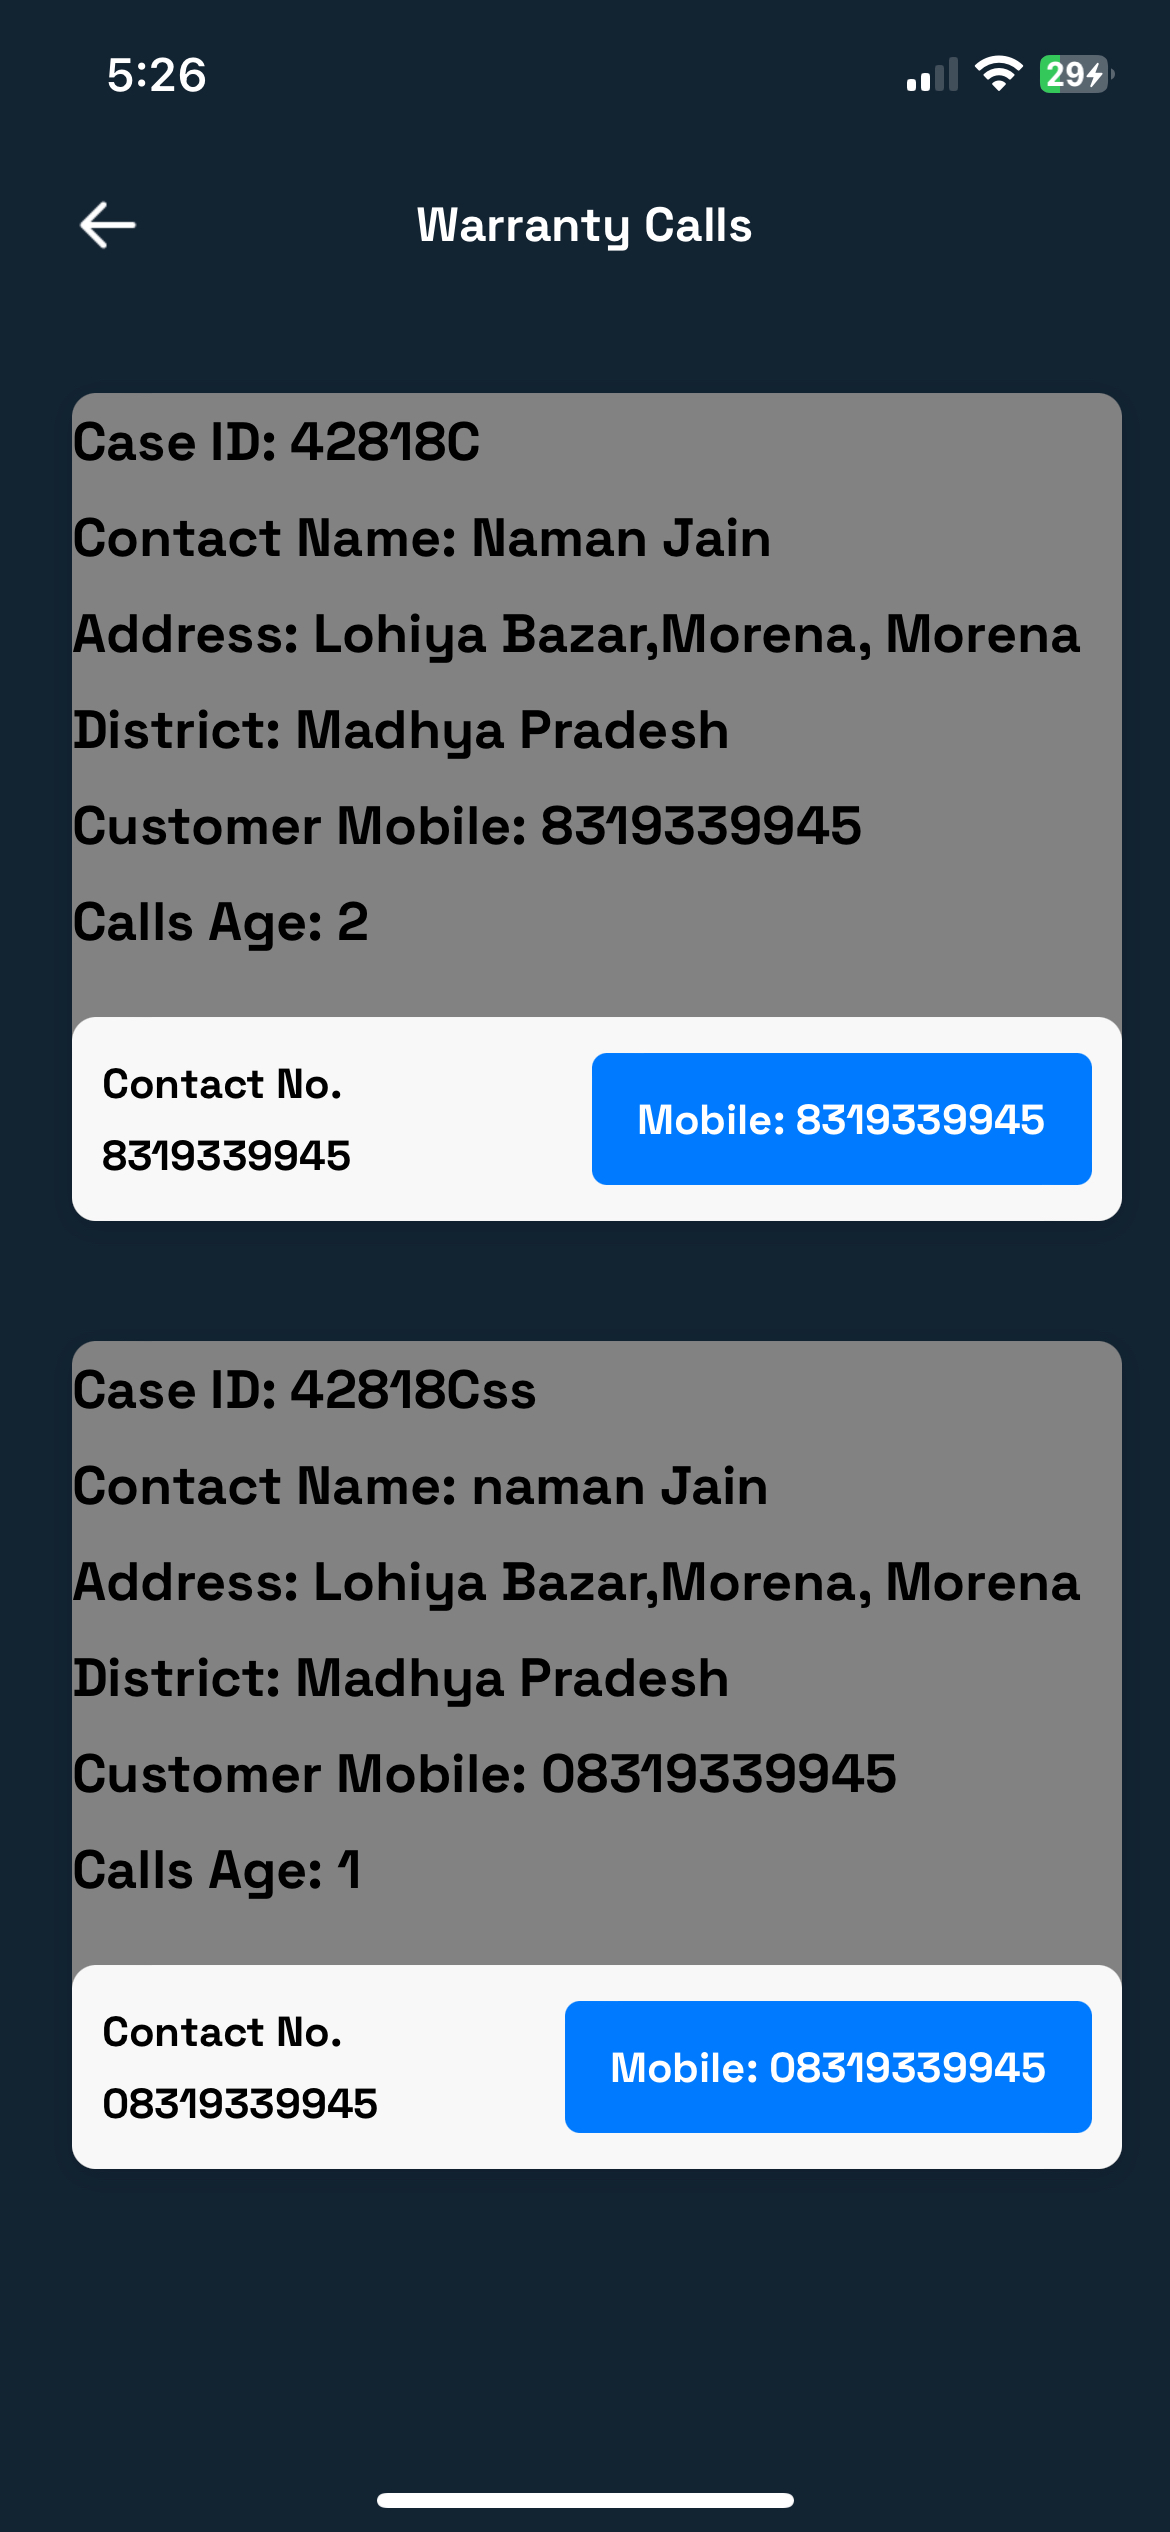 5:26
29
Warranty Calls
Case ID: 42818C
Contact Name: Naman Jain
Address: Lohiya Bazar,Morena, Morena
District: Madhya Pradesh
Customer Mobile: 8319339945
Calls Age: 2
Contact No.
8319339945
Mobile: 8319339945
Case ID: 42818Css
Contact Name: naman Jain
Address: Lohiya Bazar,Morena, Morena
District: Madhya Pradesh
Customer Mobile: 08319339945
Calls Age: 1
Contact No.
08319339945
Mobile: 08319339945